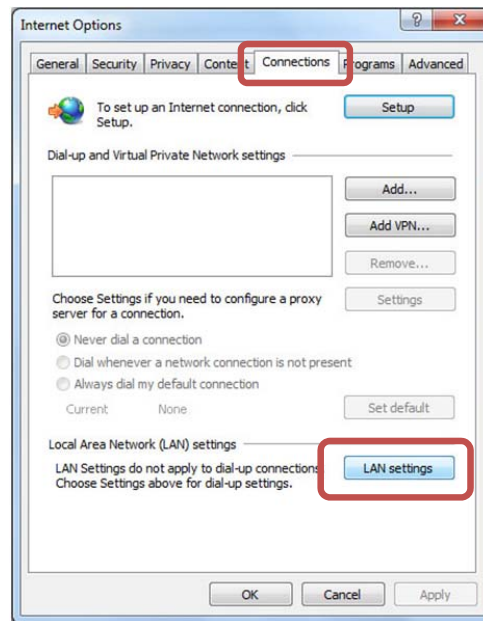 Internet Options
General Security Privacy Content Connections Programs Advanced
To set up an Internet connection, click
Setup.
Setup
Dial-up and Virtual Private Network settings
Add...
Add VPN...
Remove...
Choose Settings if you need to configure a proxy
server for a connection.
Settings
Never dial a connection
Dial whenever a network connection is not present
Always dial my default connection
Current None
Set default
Local Area Network (LAN) settings
LAN Settings do not apply to dial-up connections
Choose Settings above for dial-up settings.
LAN settings
OK Cancel Apply